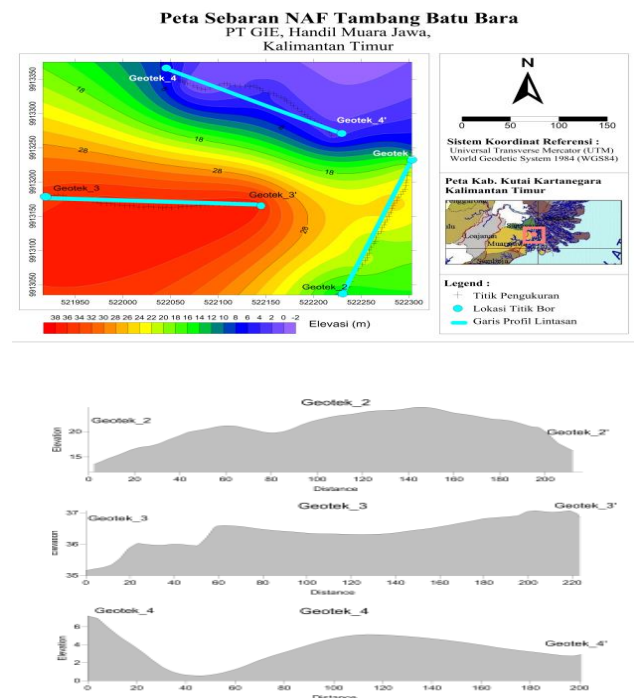 Peta Sebaran NAF Tambang Batu Bara
PT GIE, Handil Muara Jawa,
Kalimantan Timur
9913350
9913300
9913250
9913200
9913150
9913100
9913050
Geotek_4
Geotek_4'
Geotek
Geotek_3
Geotek_3'
Geotek_2
18
18
18
28
28
28
521950 522000 522050 522100 522150 522200 522250 522300
38 36 34 32 30 28 26 24 22 20 18 16 14 12 10 8 6 4 2 0 -2
Elevasi (m)
N
0 50 100 150
Sistem Koordinat Referensi :
Universal Transverse Mercator (UTM)
World Geodetic System 1984 (WGS84)
Peta Kab. Kutai Kartanegara
Kalimantan Timur
Loajanan
Legend :
Titik Pengukuran
Lokasi Titik Bor
Garis Profil Lintasan
Geotek_2
Geotek_2
Geotek_2'
Elevation
20
15
0 20 40 60 80 100 120 140 160 180 200
Distance
Geotek_3
Geotek_3
Geotek_3'
Elevation
37
36
35
0 20 40 60 80 100 120 140 160 180 200 220
Distance
Geotek_4
Geotek_4
Geotek_4'
Elevation
6
4
2
0
0 20 40 60 80 100 120 140 160 180 200
Distance